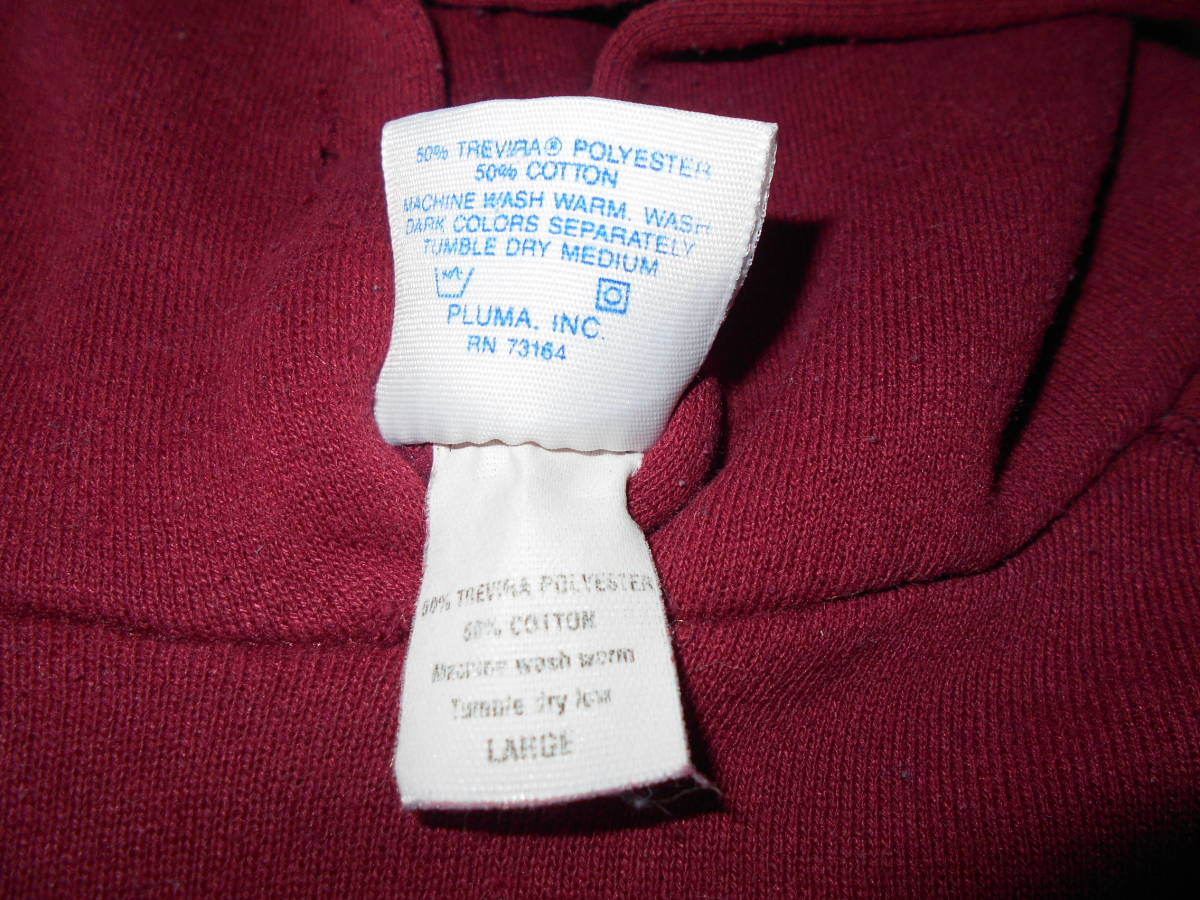 50% TREVIRA® POLYESTER
50% COTTON
MACHINE WASH WARM. WASH
DARK COLORS SEPARATELY
TUMBLE DRY MEDIUM
PLUMA, INC.
RN 73164
50% TREVIRA POLYESTER
50% COTTON
Machine wash warm
Tumble dry low
LARGE